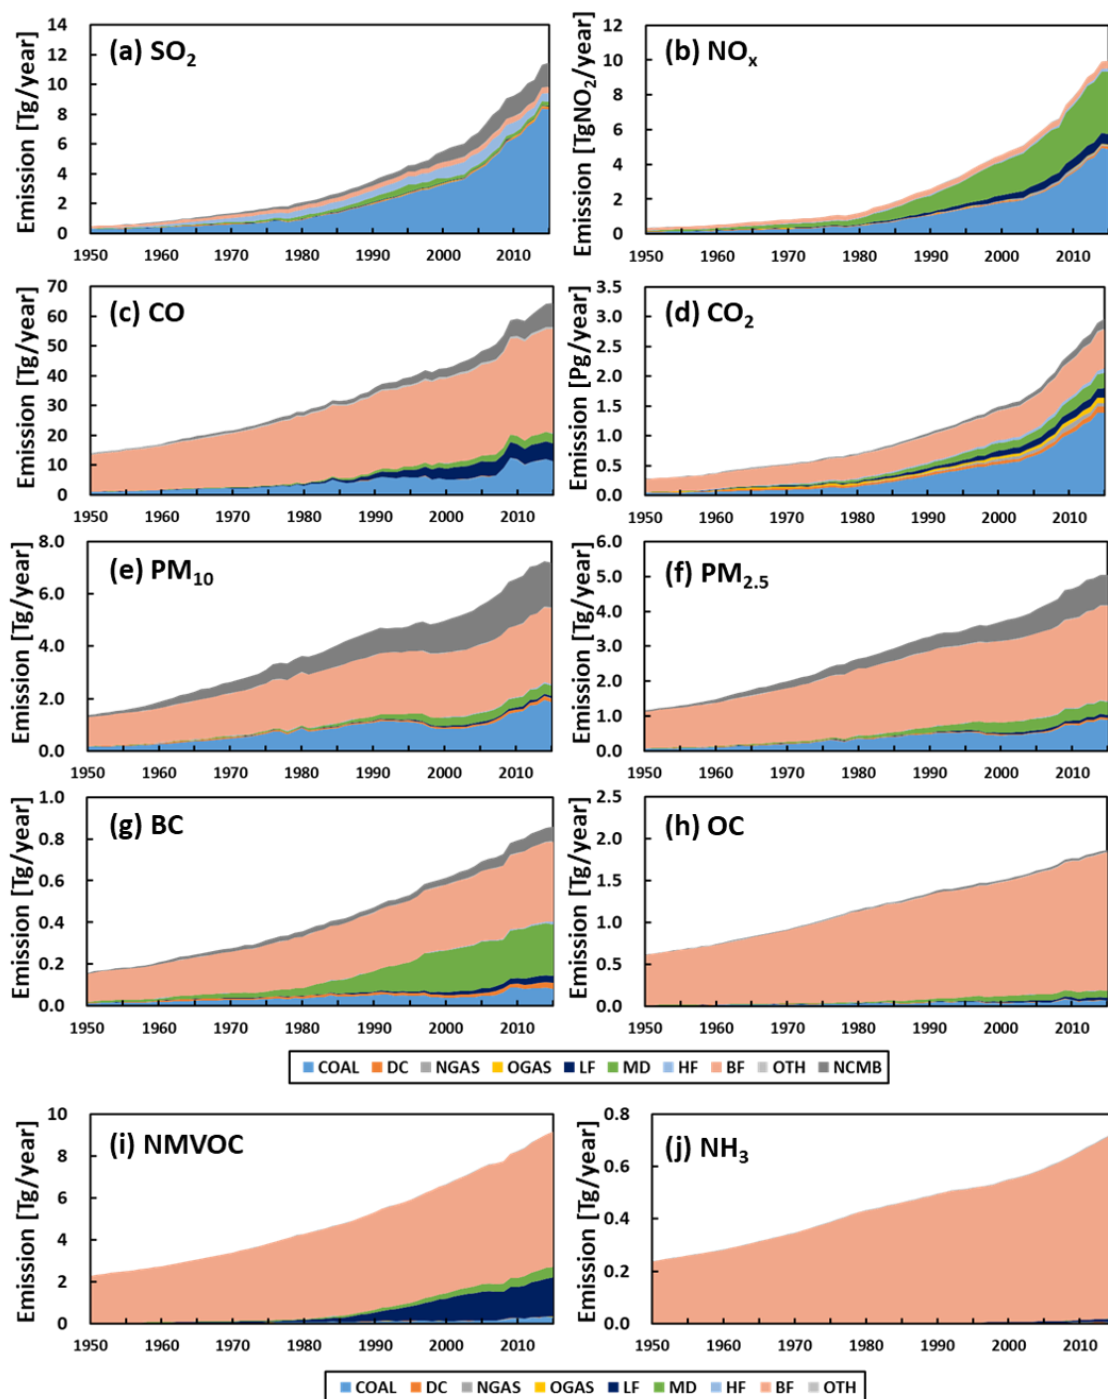 (a) SO2
Emission [Tg/year]
14
12
10
8
6
4
2
0
1950 1960 1970 1980 1990 2000 2010
(b) NOx
Emission [TgNO2/year]
12
10
8
6
4
2
0
1950 1960 1970 1980 1990 2000 2010
(c) CO
Emission [Tg/year]
70
60
50
40
30
20
10
0
1950 1960 1970 1980 1990 2000 2010
(d) CO2
Emission [Pg/year]
3.5
3.0
2.5
2.0
1.5
1.0
0.5
0.0
1950 1960 1970 1980 1990 2000 2010
(e) PM10
Emission [Tg/year]
8.0
6.0
4.0
2.0
0.0
1950 1960 1970 1980 1990 2000 2010
(f) PM2.5
Emission [Tg/year]
6.0
5.0
4.0
3.0
2.0
1.0
0.0
1950 1960 1970 1980 1990 2000 2010
(g) BC
Emission [Tg/year]
1.0
0.8
0.6
0.4
0.2
0.0
1950 1960 1970 1980 1990 2000 2010
(h) OC
Emission [Tg/year]
2.5
2.0
1.5
1.0
0.5
0.0
1950 1960 1970 1980 1990 2000 2010
COAL DC NGAS OGAS LF MD HF BF OTH NCMB
(i) NMVOC
Emission [Tg/year]
10
8
6
4
2
0
1950 1960 1970 1980 1990 2000 2010
(j) NH3
Emission [Tg/year]
0.8
0.6
0.4
0.2
0.0
1950 1960 1970 1980 1990 2000 2010
COAL DC NGAS OGAS LF MD HF BF OTH